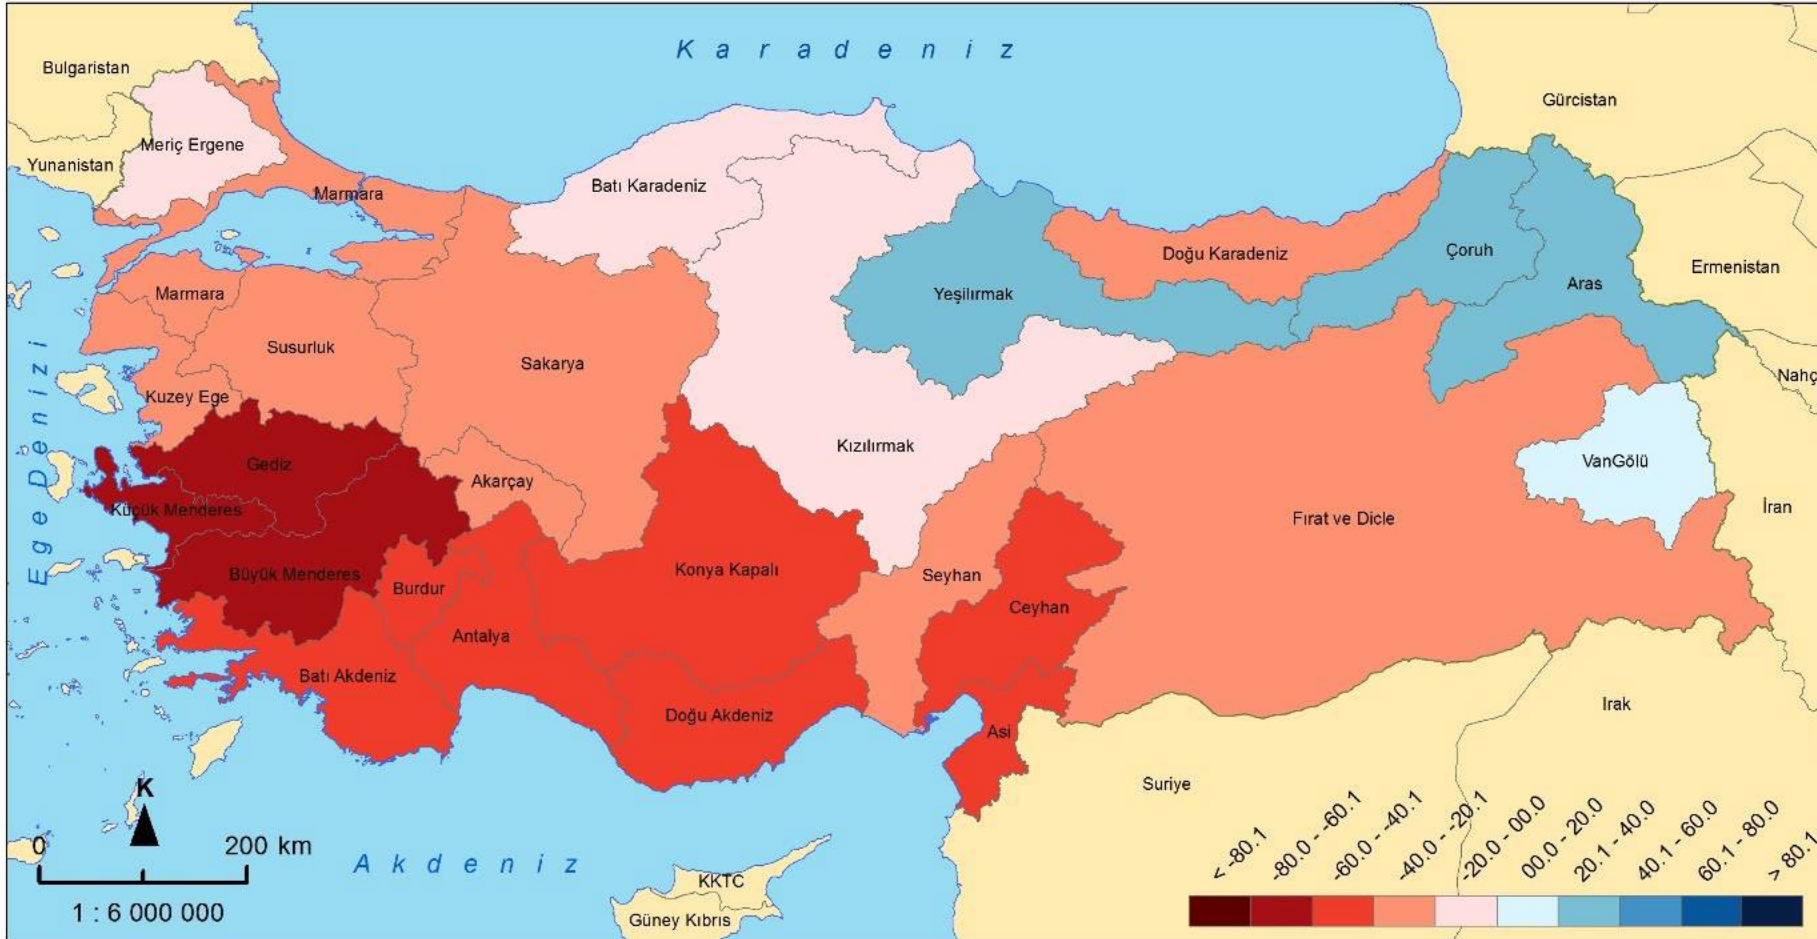 K a r a d e n i z
Bulgaristan
Gürcistan
Meriç Ergene
Yunanistan
Marmara
Batı Karadeniz
Doğu Karadeniz
Çoruh
Ermenistan
Aras
Marmara
Yeşilırmak
Susurluk
Sakarya
Nahç
Kuzey Ege
Ege Denizi
Kızılırmak
Gediz
VanGölü
Akarçay
Küçük Menderes
İran
Fırat ve Dicle
Büyük Menderes
Burdur
Konya Kapalı
Seyhan
Ceyhan
Antalya
Batı Akdeniz
Doğu Akdeniz
Asi
Irak
Suriye
K
0 200 km
A k d e n i z
KKTC
1 : 6 000 000
Güney Kıbrıs
< -80.1
-80.0 - -60.1
-60.0 - -40.1
-40.0 - -20.1
-20.0 - 00.0
00.0 - 20.0
20.1 - 40.0
40.1 - 60.0
60.1 - 80.0
> 80.1